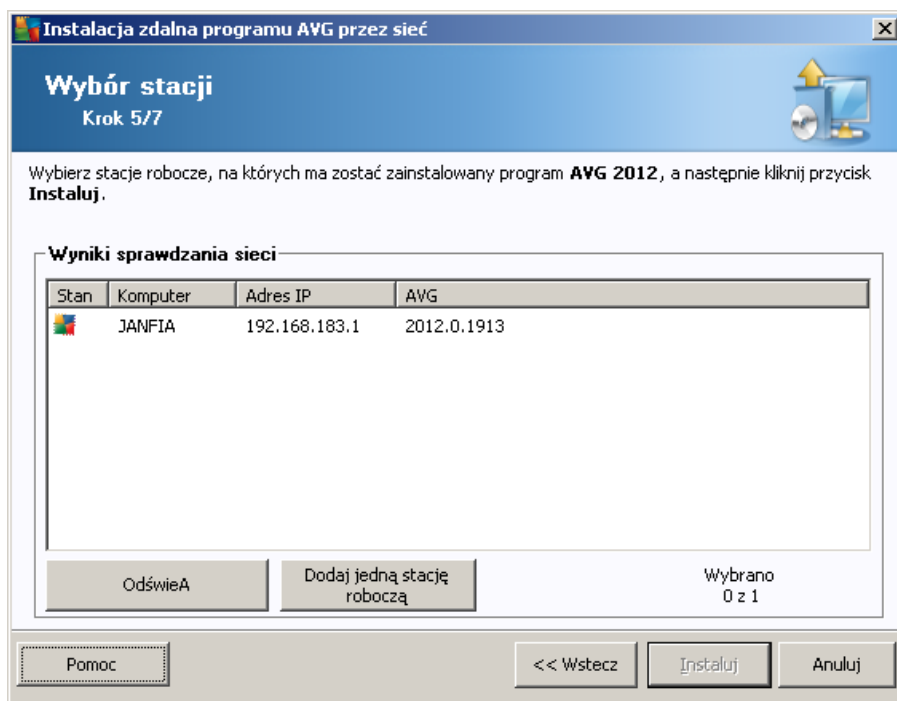 Instalacja zdalna programu AVG przez sieć
Wybór stacji
Krok 5/7
Wybierz stacje robocze, na których ma zostać zainstalowany program AVG 2012, a następnie kliknij przycisk
Instaluj.
Wyniki sprawdzania sieci
Stan Komputer Adres IP AVG
JANFIA 192.168.183.1 2012.0.1913
OdświeA
Dodaj jedną stację
roboczą
Wybrano
0 z 1
Pomoc << Wstecz Instaluj Anuluj